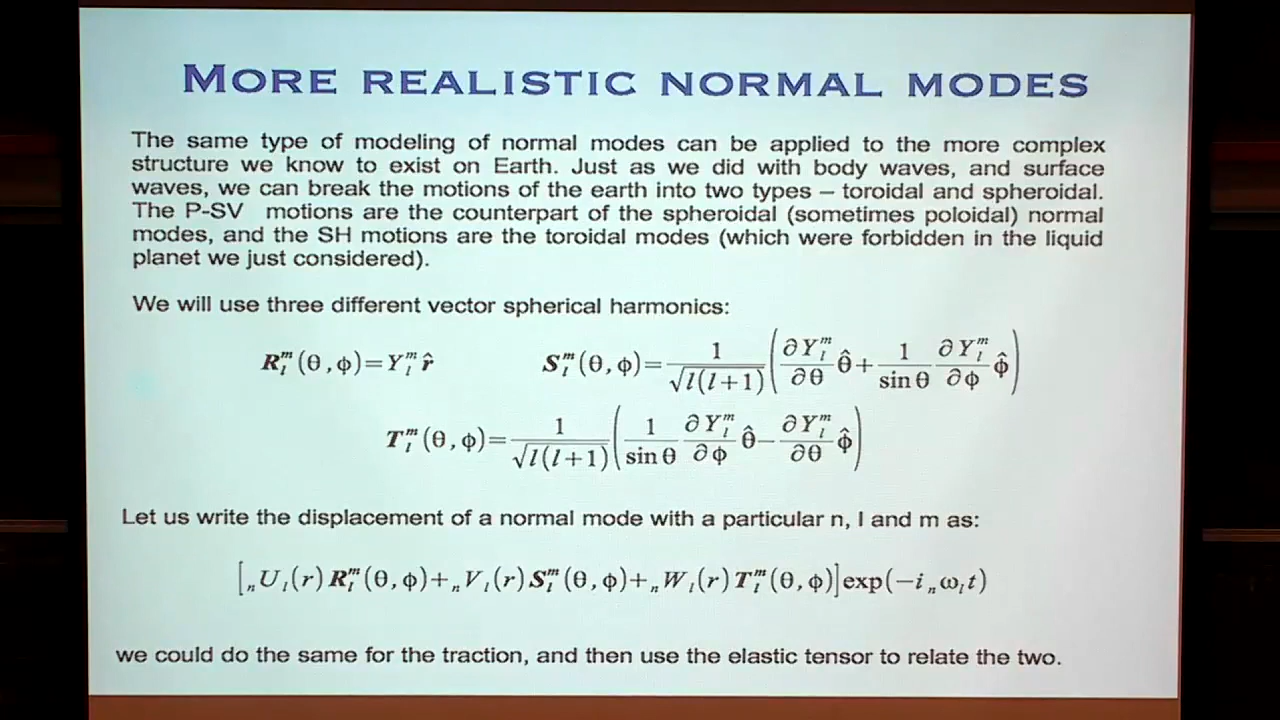 MORE REALISTIC NORMAL MODES
The same type of modeling of normal modes can be applied to the more complex
structure we know to exist on Earth. Just as we did with body waves, and surface
waves, we can break the motions of the earth into two types – toroidal and spheroidal.
The P-SV motions are the counterpart of the spheroidal (sometimes poloidal) normal
modes, and the SH motions are the toroidal modes (which were forbidden in the liquid
planet we just considered).
We will use three different vector spherical harmonics:
R_l^m(θ,ϕ)=Y_l^m r̂    S_l^m(θ,ϕ)=1/√l(l+1) (∂Y_l^m/∂θ θ̂ + 1/sinθ ∂Y_l^m/∂ϕ ϕ̂)
T_l^m(θ,ϕ)=1/√l(l+1) (1/sinθ ∂Y_l^m/∂ϕ θ̂ − ∂Y_l^m/∂θ ϕ̂)
Let us write the displacement of a normal mode with a particular n, l and m as:
[_nU_l(r) R_l^m(θ,ϕ)+_nV_l(r) S_l^m(θ,ϕ)+_nW_l(r) T_l^m(θ,ϕ)]exp(−i _nω_l t)
we could do the same for the traction, and then use the elastic tensor to relate the two.